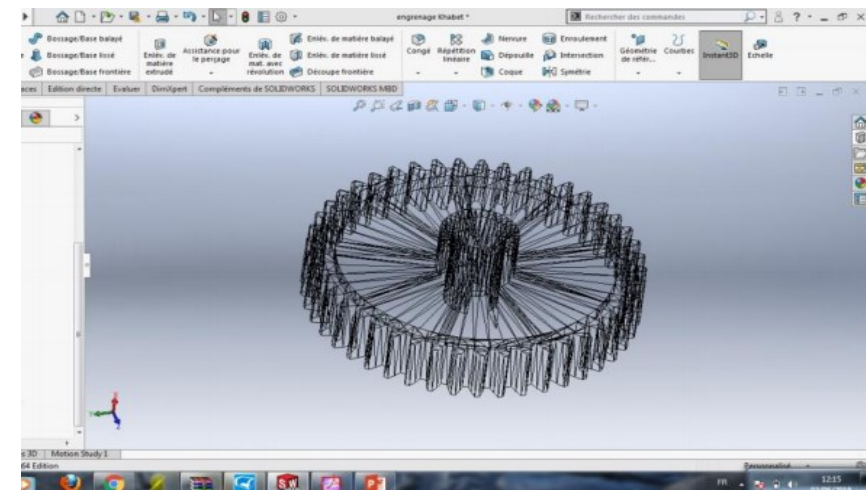 engrenage Khabet *
Rechercher des commandes
Bossage/Base balayé
Bossage/Base lissé
Bossage/Base frontière
Enlèv. de matière extrudé
Assistance pour le perçage
Enlèv. de mat. avec révolution
Enlèv. de matière balayé
Enlèv. de matière lissé
Découpe frontière
Congé
Répétition linéaire
Nervure
Dépouille
Coque
Enroulement
Intersection
Symétrie
Géométrie de référ...
Courbes
Instant3D
Echelle
Edition directe
Evaluer
DimXpert
Compléments de SOLIDWORKS
SOLIDWORKS MBD
3D
Motion Study 1
64 Edition
Personnalisé
FR
12:15